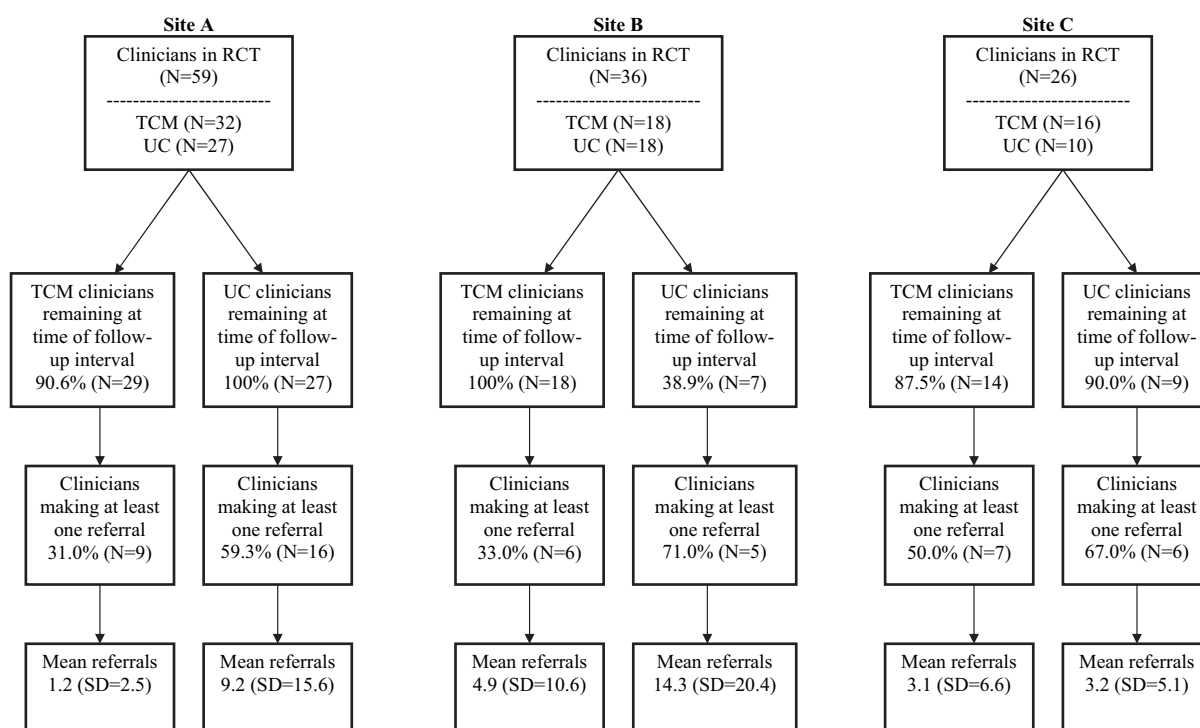 Site A
Clinicians in RCT
(N=59)
-------------------------
TCM (N=32)
UC (N=27)
TCM clinicians
remaining at
time of follow-
up interval
90.6% (N=29)
UC clinicians
remaining at
time of follow-
up interval
100% (N=27)
Clinicians
making at least
one referral
31.0% (N=9)
Clinicians
making at least
one referral
59.3% (N=16)
Mean referrals
1.2 (SD=2.5)
Mean referrals
9.2 (SD=15.6)
Site B
Clinicians in RCT
(N=36)
-------------------------
TCM (N=18)
UC (N=18)
TCM clinicians
remaining at
time of follow-
up interval
100% (N=18)
UC clinicians
remaining at
time of follow-
up interval
38.9% (N=7)
Clinicians
making at least
one referral
33.0% (N=6)
Clinicians
making at least
one referral
71.0% (N=5)
Mean referrals
4.9 (SD=10.6)
Mean referrals
14.3 (SD=20.4)
Site C
Clinicians in RCT
(N=26)
-------------------------
TCM (N=16)
UC (N=10)
TCM clinicians
remaining at
time of follow-
up interval
87.5% (N=14)
UC clinicians
remaining at
time of follow-
up interval
90.0% (N=9)
Clinicians
making at least
one referral
50.0% (N=7)
Clinicians
making at least
one referral
67.0% (N=6)
Mean referrals
3.1 (SD=6.6)
Mean referrals
3.2 (SD=5.1)